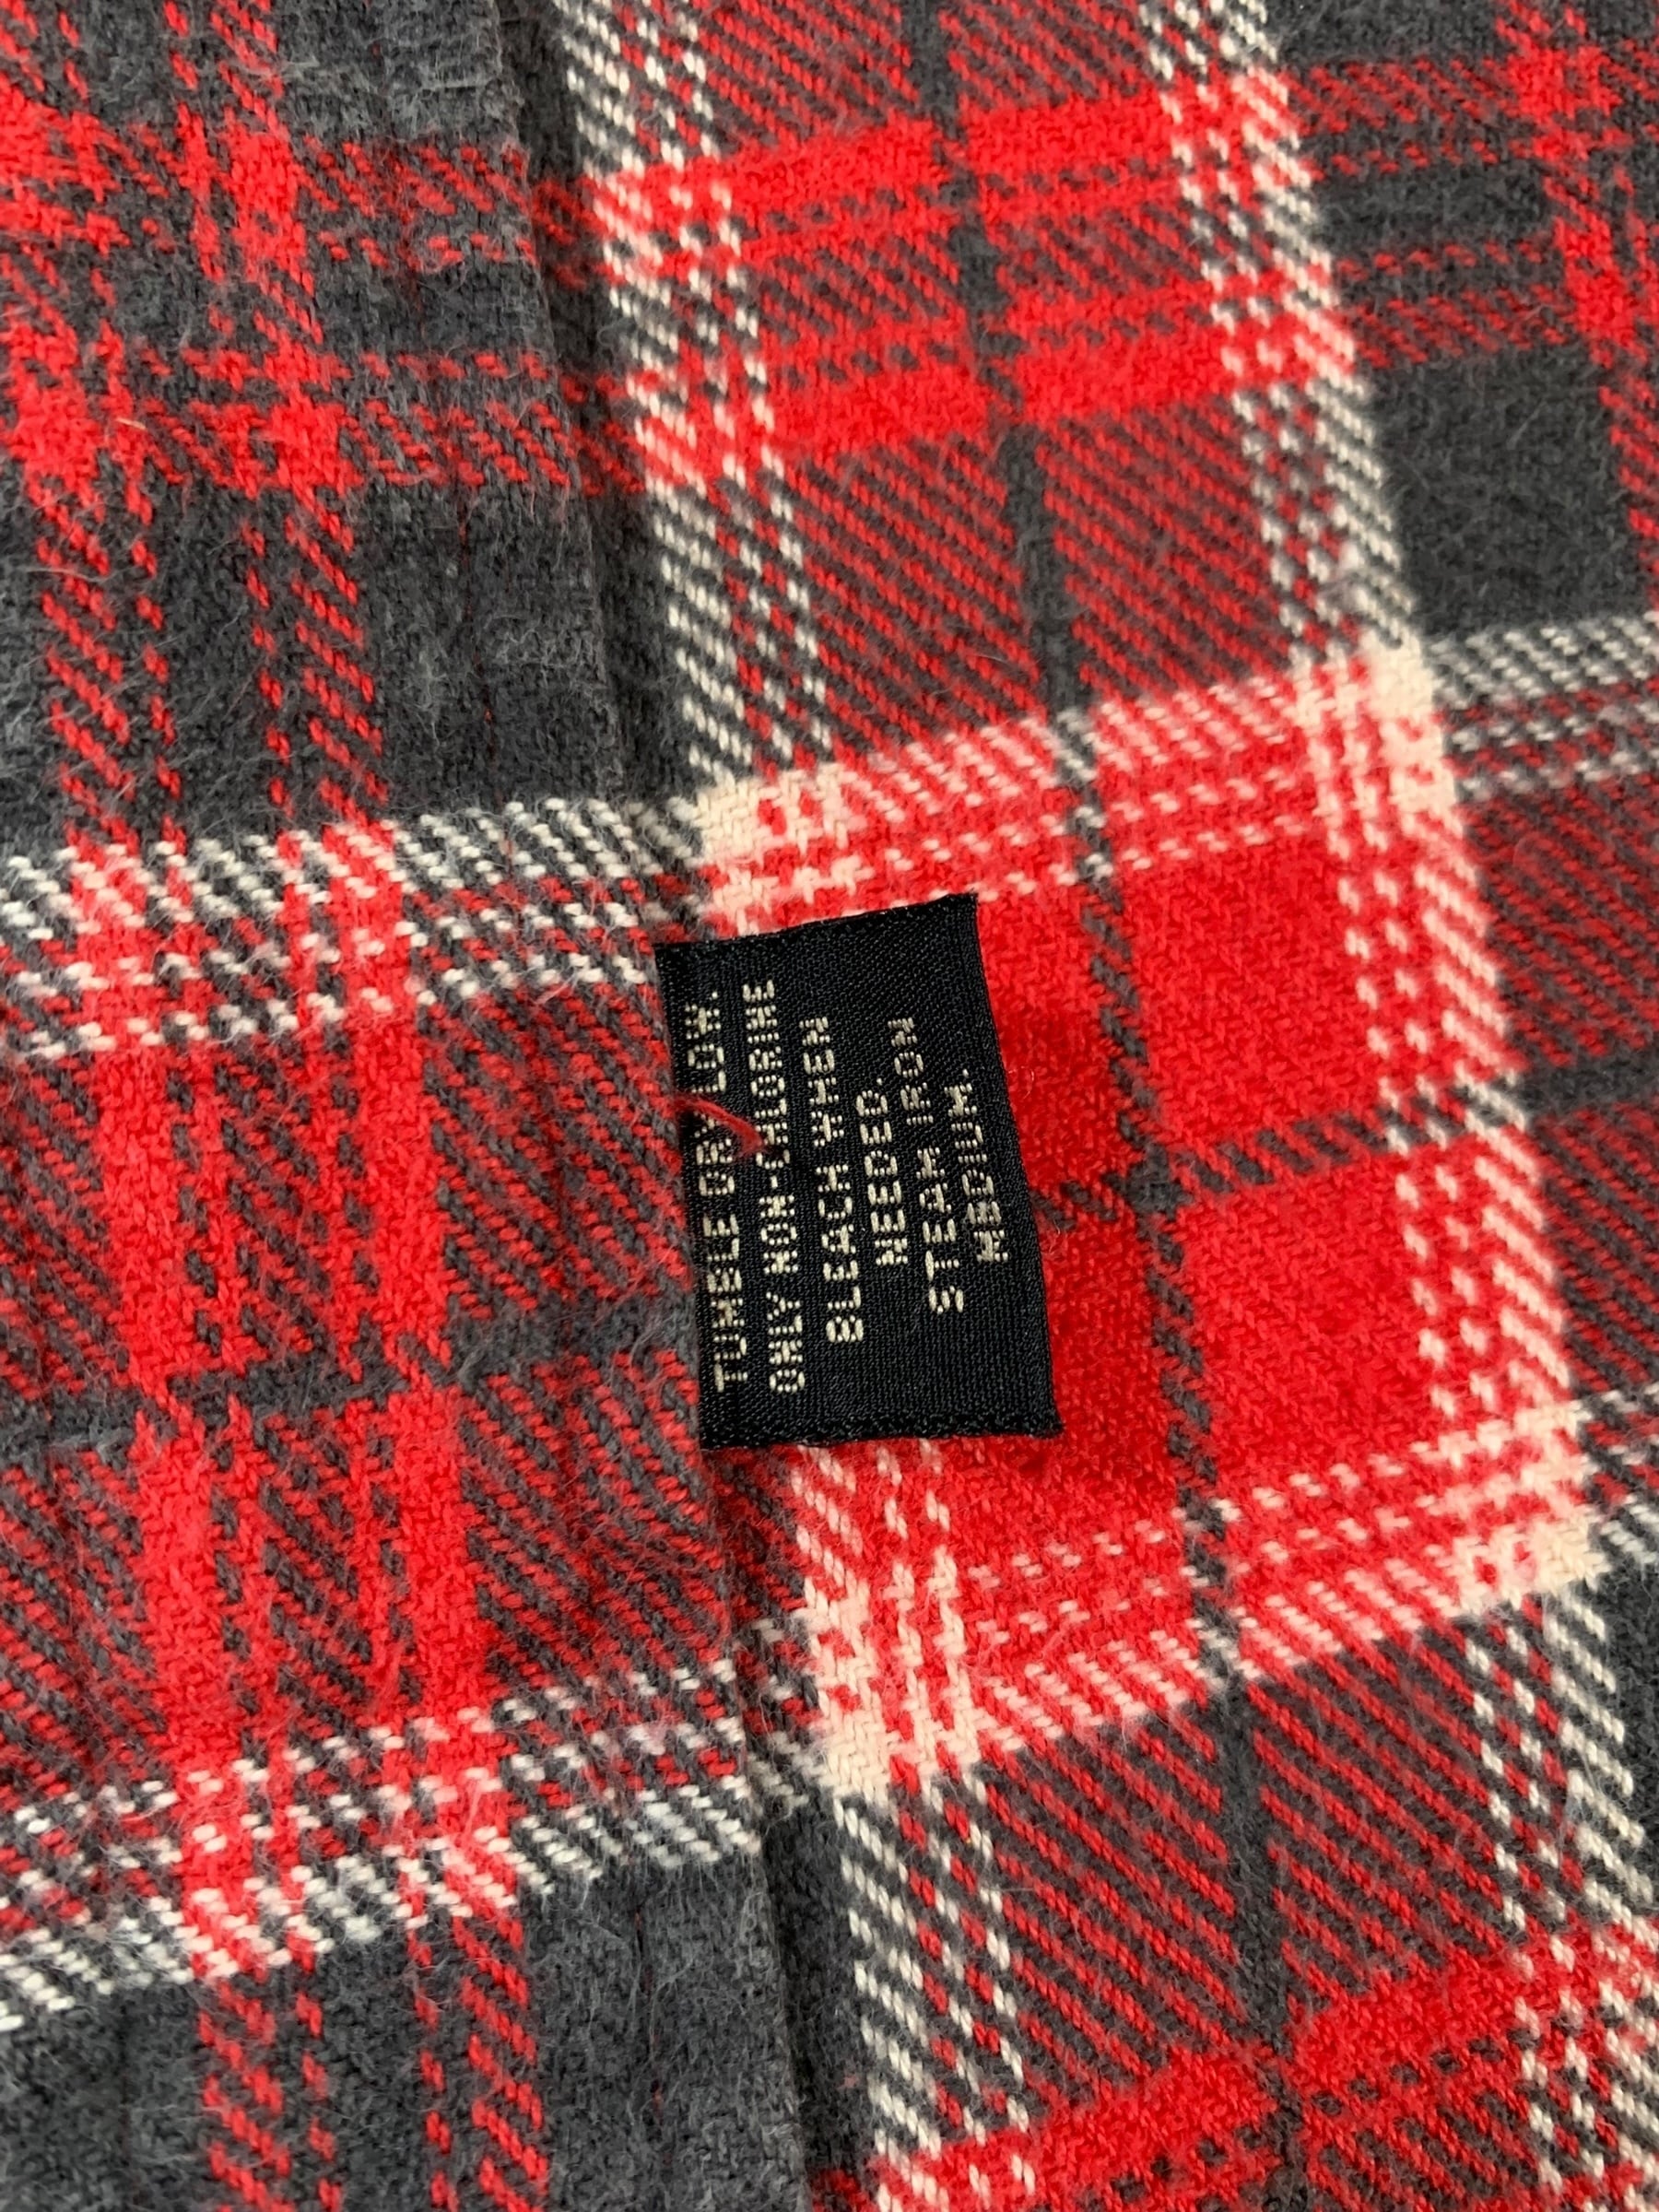 TUMBLE DRY LOW.
ONLY NON-CHLORINE
BLEACH WHEN
NEEDED.
STEAM IRON
MEDIUM.